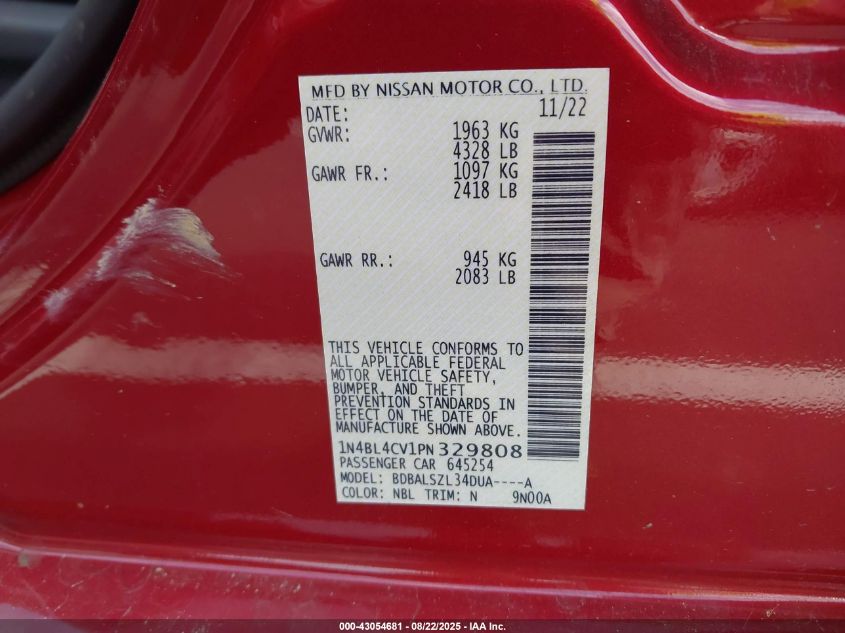 MFD BY NISSAN MOTOR CO., LTD.
DATE: 11/22
GVWR: 1963 KG
4328 LB
GAWR FR.: 1097 KG
2418 LB
GAWR RR.: 945 KG
2083 LB
THIS VEHICLE CONFORMS TO
ALL APPLICABLE FEDERAL
MOTOR VEHICLE SAFETY,
BUMPER, AND THEFT
PREVENTION STANDARDS IN
EFFECT ON THE DATE OF
MANUFACTURE SHOWN ABOVE.
1N4BL4CV1PN329808
PASSENGER CAR 645254
MODEL: BDBALSZL34DUA----A
COLOR: NBL TRIM: N 9N00A
000-43054681 - 08/22/2025 - IAA Inc.